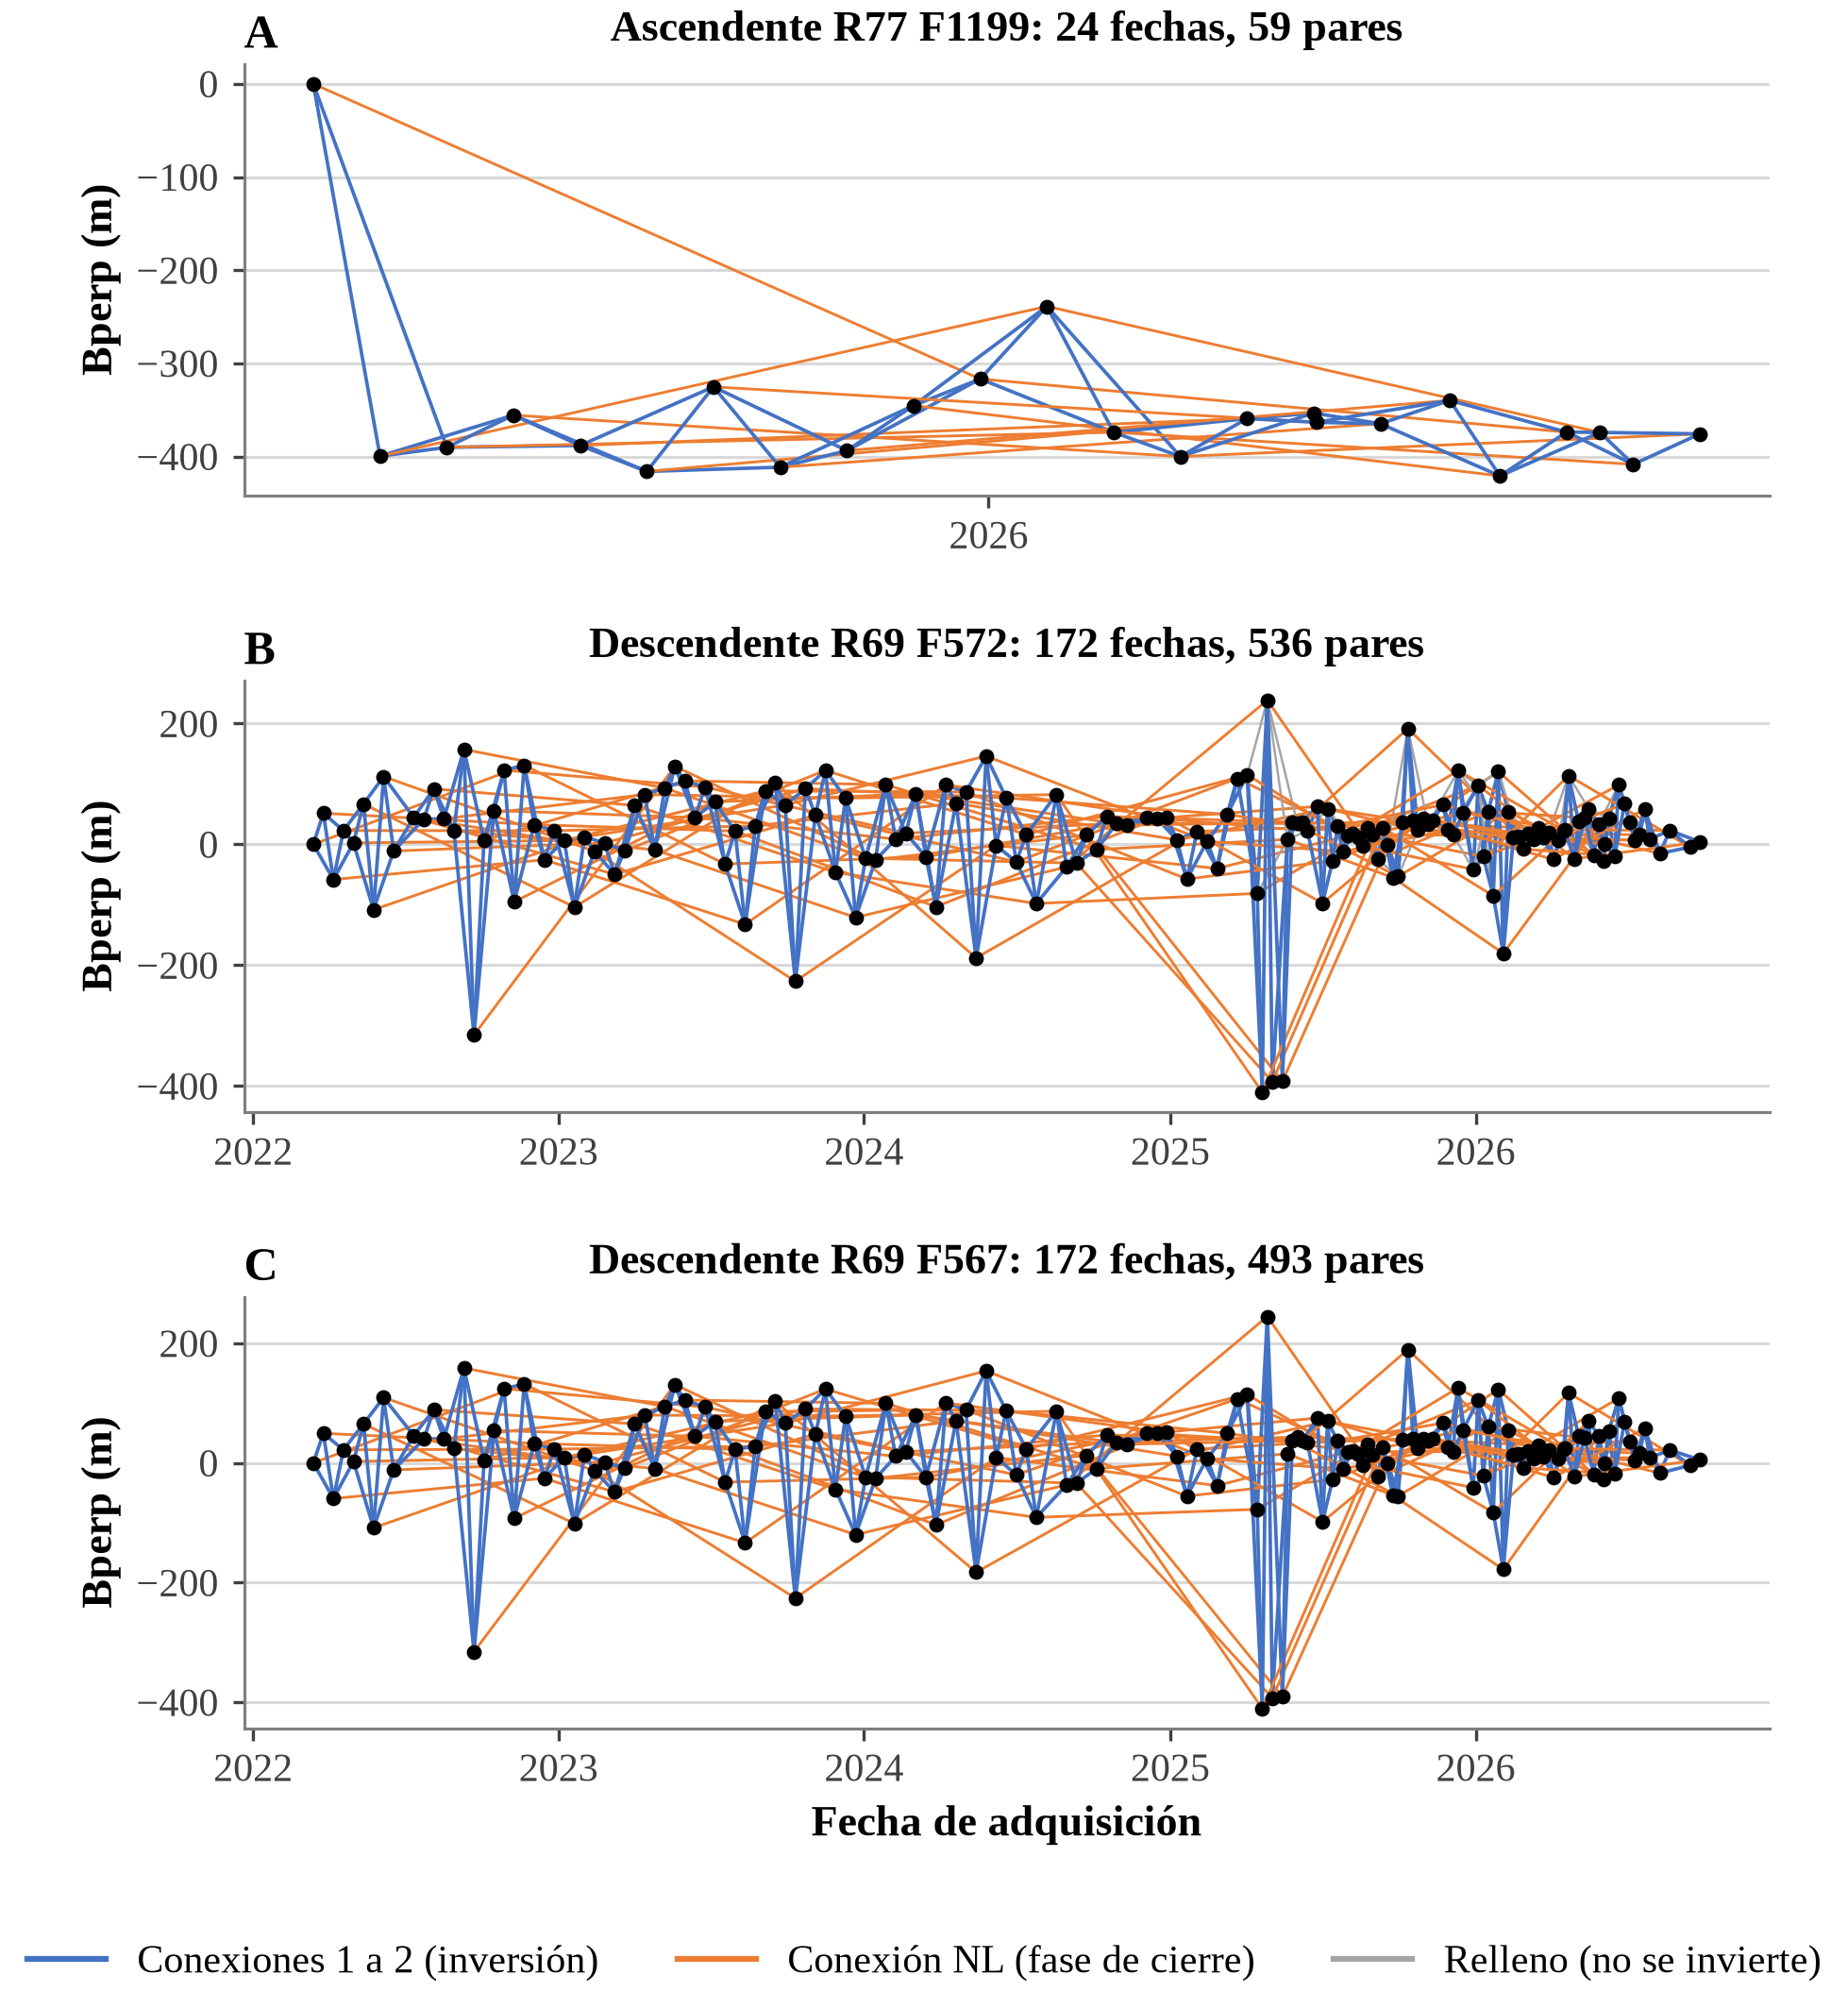 A
Ascendente R77 F1199: 24 fechas, 59 pares
0
−100
−200
−300
−400
Bperp (m)
2026
B
Descendente R69 F572: 172 fechas, 536 pares
200
0
−200
−400
Bperp (m)
2022 2023 2024 2025 2026
C
Descendente R69 F567: 172 fechas, 493 pares
200
0
−200
−400
Bperp (m)
2022 2023 2024 2025 2026
Fecha de adquisición
Conexiones 1 a 2 (inversión) Conexión NL (fase de cierre) Relleno (no se invierte)